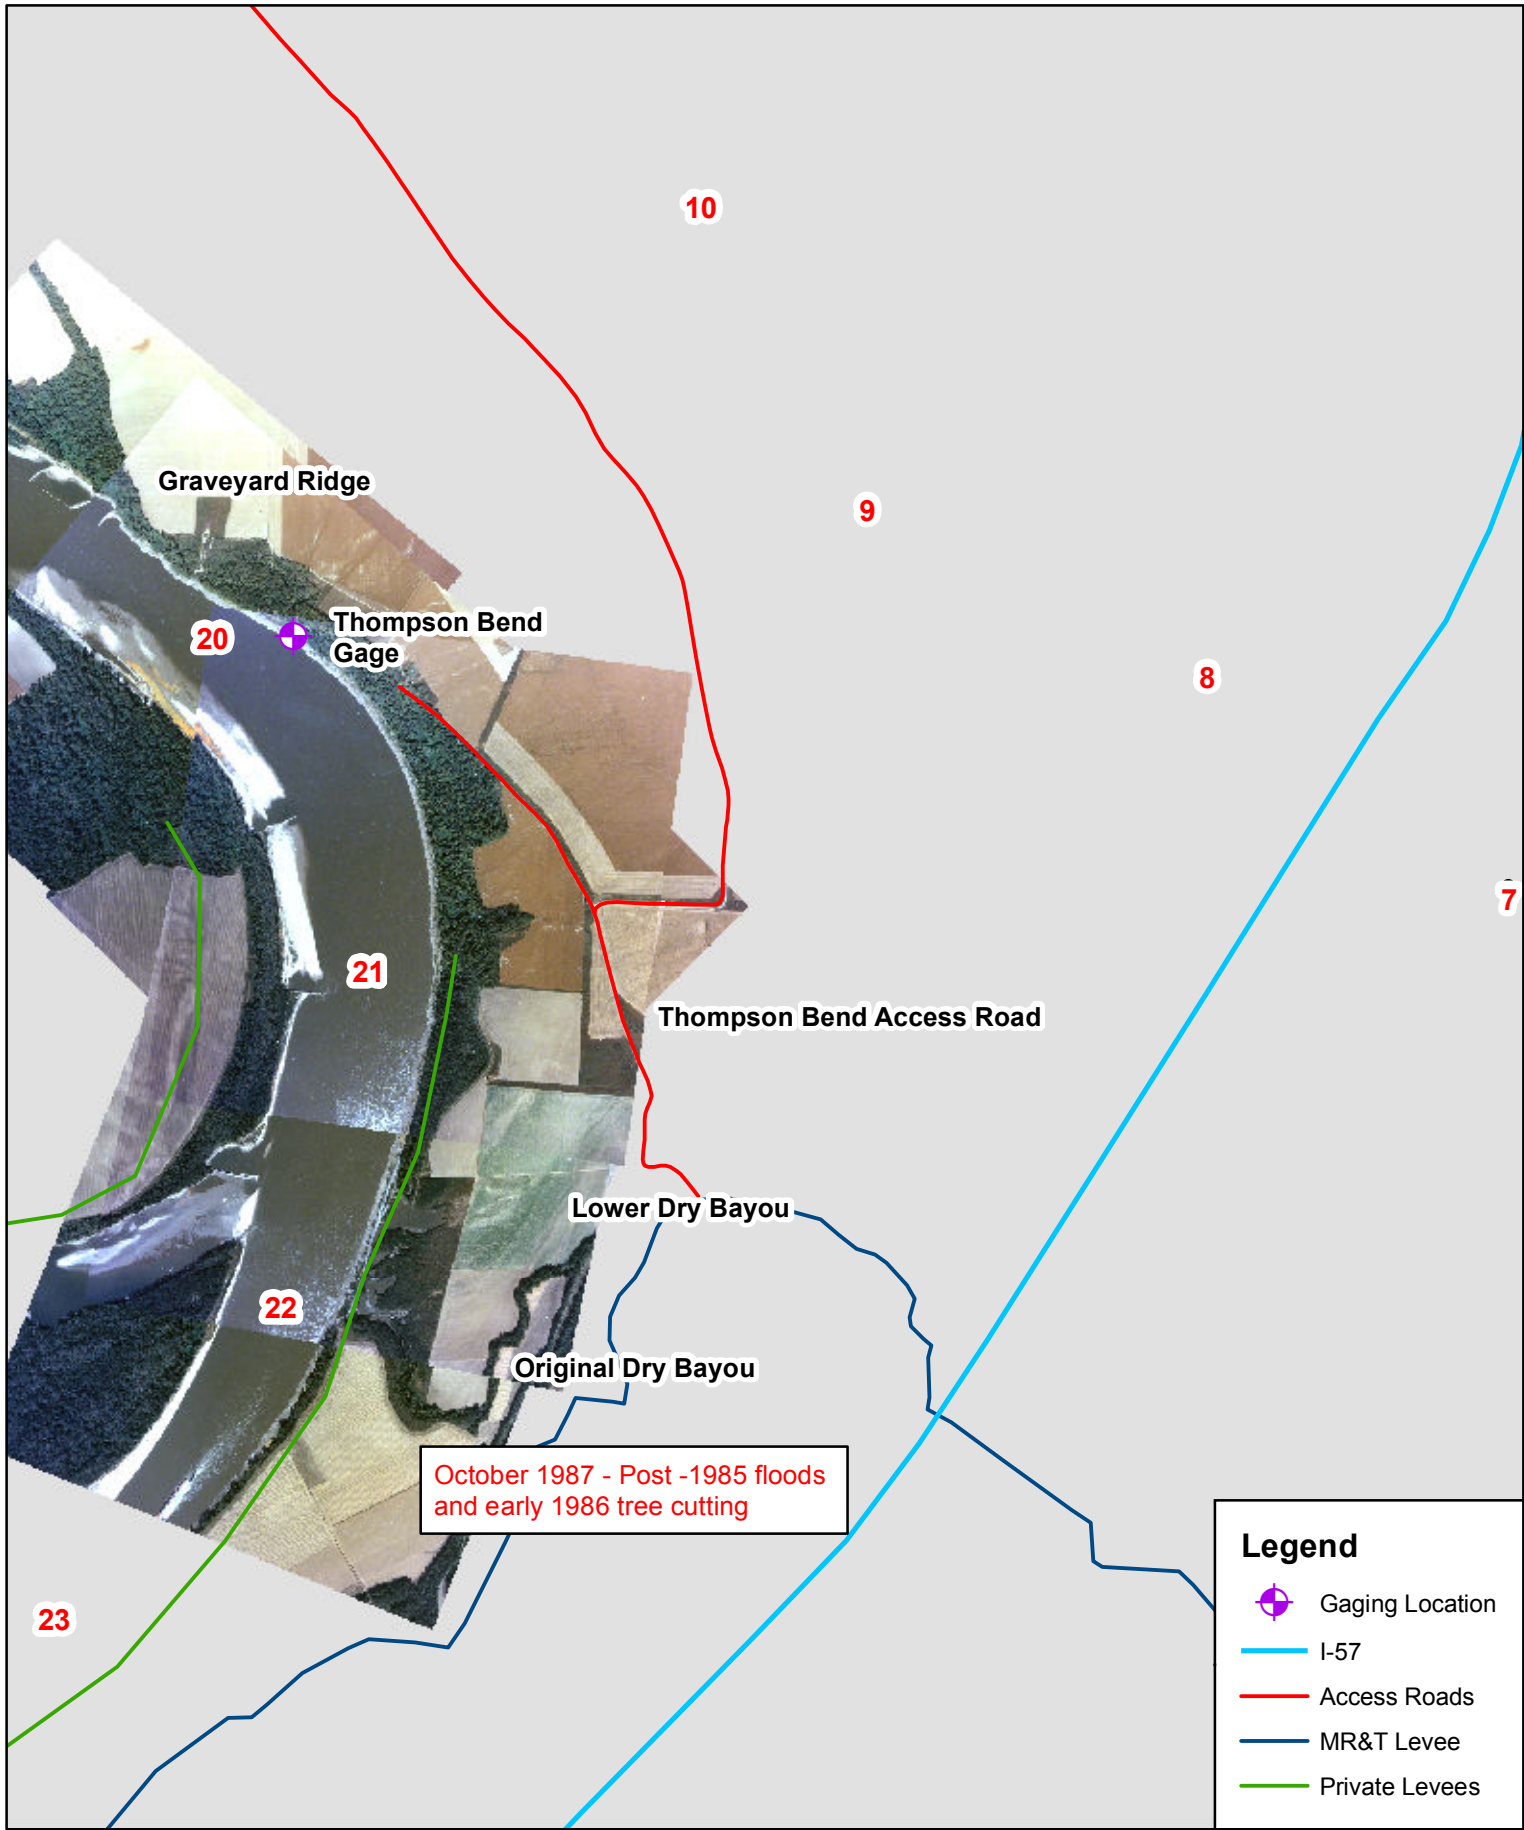 10
Graveyard Ridge
9
Thompson Bend
Gage
20
8
7
21
Thompson Bend Access Road
Lower Dry Bayou
22
Original Dry Bayou
October 1987 - Post -1985 floods
and early 1986 tree cutting
23
Legend
Gaging Location
I-57
Access Roads
MR&T Levee
Private Levees